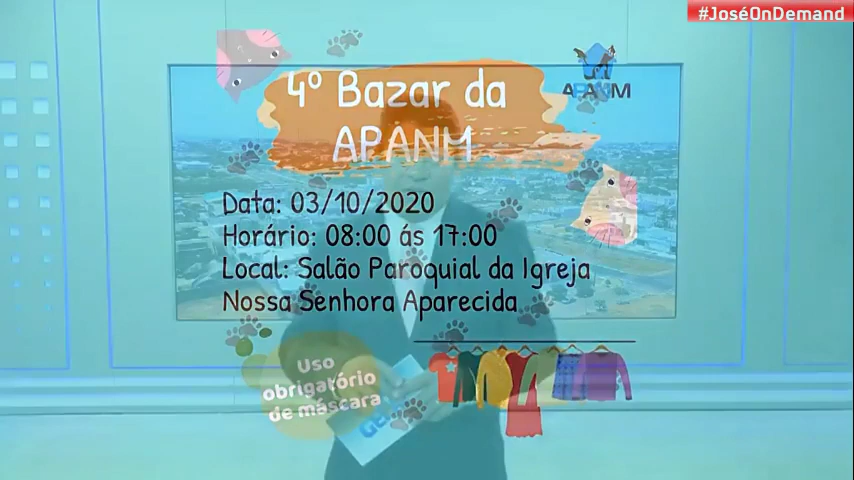 #JoséOnDemand
4º Bazar da
APANM
APANM
Data: 03/10/2020
Horário: 08:00 ás 17:00
Local: Salão Paroquial da Igreja
Nossa Senhora Aparecida
Uso
obrigatório
de máscara